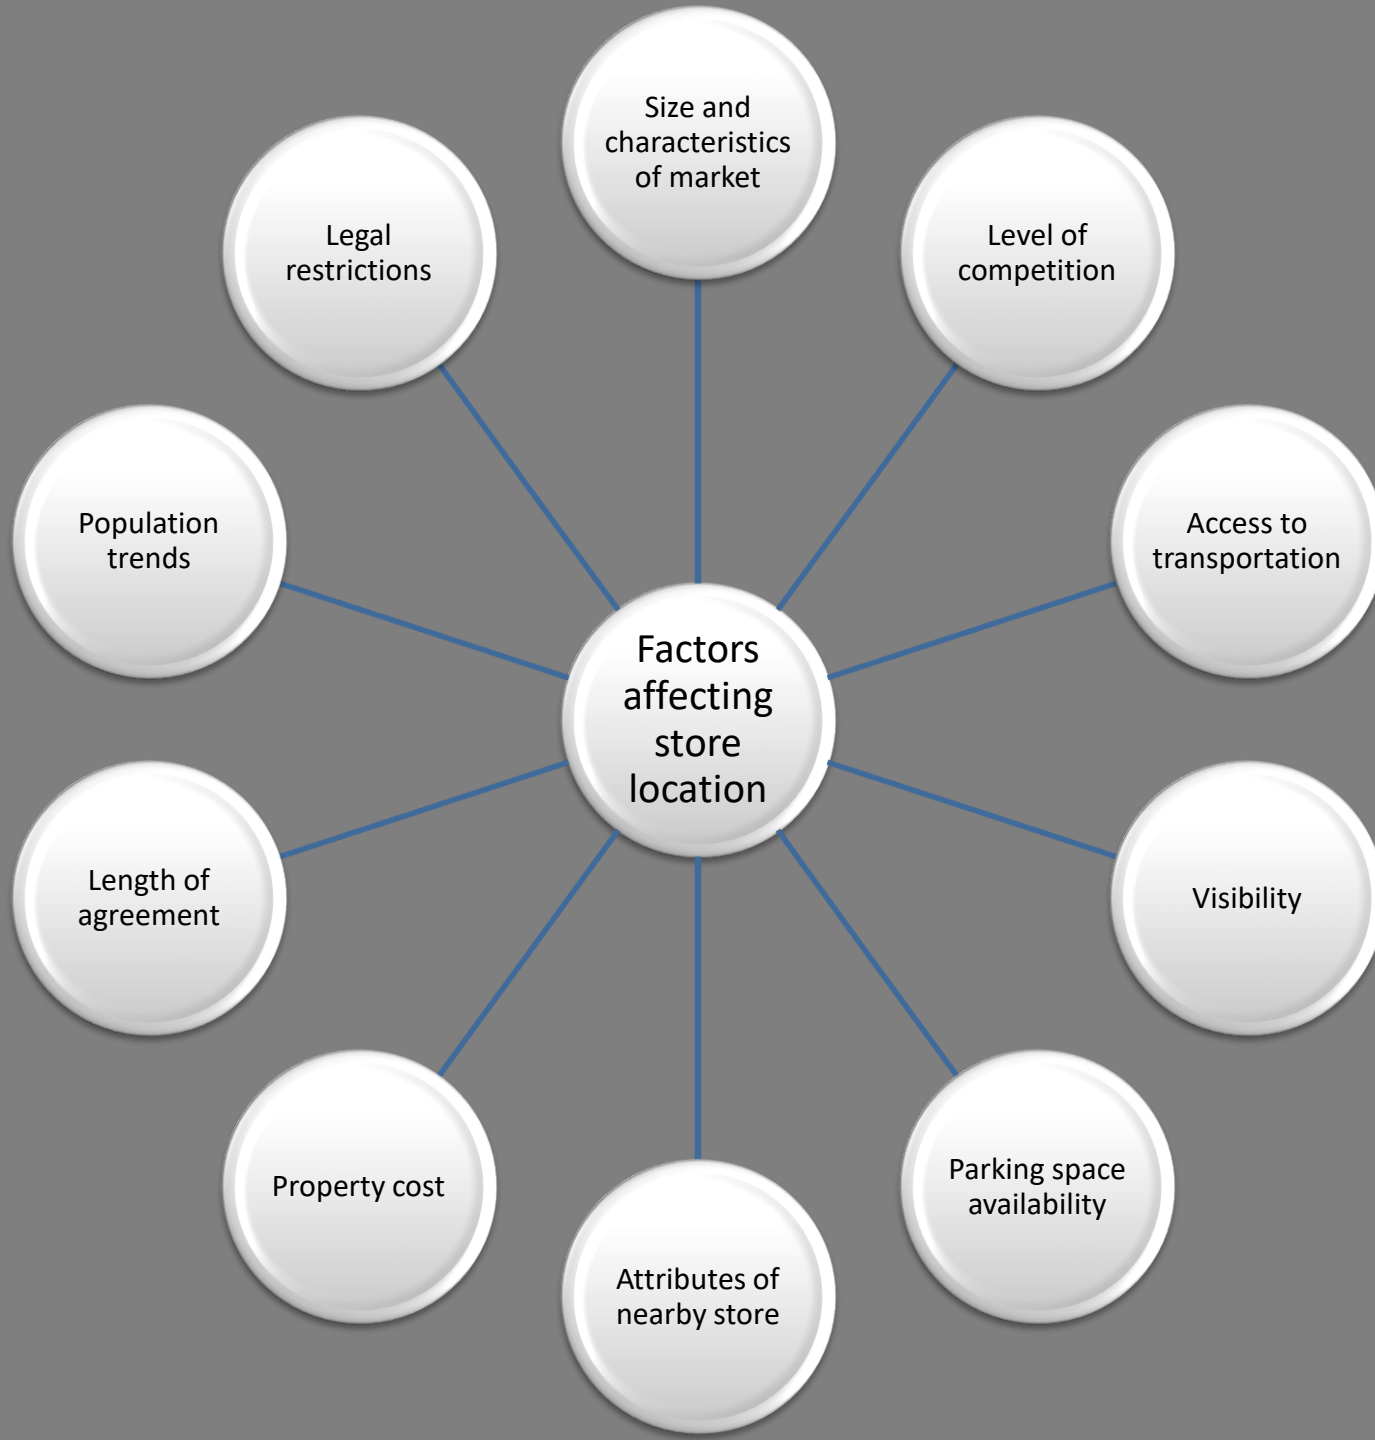 Size and
characteristics
of market
Level of
competition
Access to
transportation
Visibility
Parking space
availability
Attributes of
nearby store
Property cost
Length of
agreement
Population
trends
Legal
restrictions
Factors
affecting
store
location